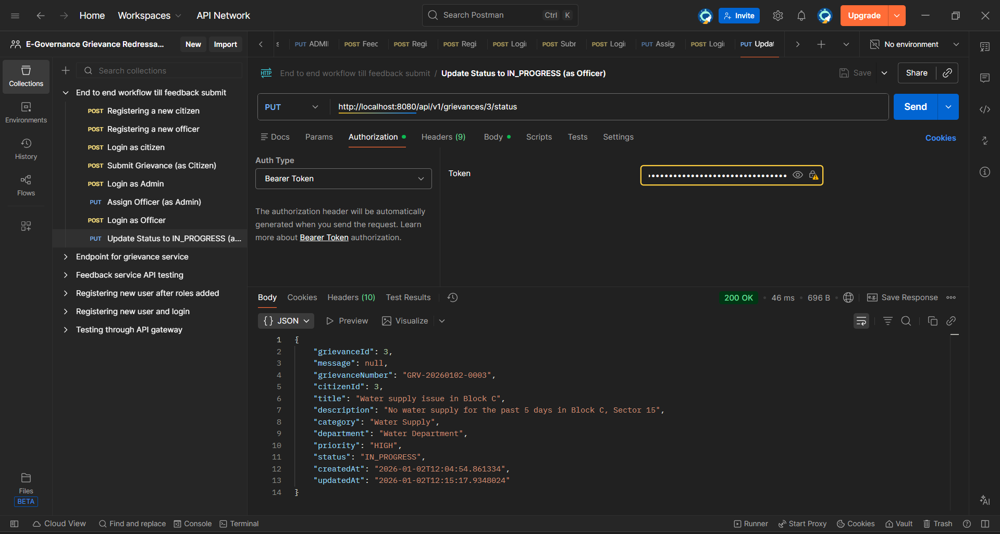 Home Workspaces API Network Search Postman Ctrl K Invite Upgrade
E-Governance Grievance Redressa... New Import
s PUT ADMI POST Feec POST Regi POST Regi POST Logi POST Subr POST Logi PUT Assig POST Logi PUT Updat No environment
Collections
Environments
History
Flows
Files
BETA
Search collections
End to end workflow till feedback submit
POST Registering a new citizen
POST Registering a new officer
POST Login as citizen
POST Submit Grievance (as Citizen)
POST Login as Admin
PUT Assign Officer (as Admin)
POST Login as Officer
PUT Update Status to IN_PROGRESS (a...
Endpoint for grievance service
Feedback service API testing
Registering new user after roles added
Registering new user and login
Testing through API gateway
HTTP End to end workflow till feedback submit / Update Status to IN_PROGRESS (as Officer) Save Share
PUT http://localhost:8080/api/v1/grievances/3/status Send
Docs Params Authorization Headers (9) Body Scripts Tests Settings Cookies
Auth Type
Bearer Token
The authorization header will be automatically
generated when you send the request. Learn
more about Bearer Token authorization.
Token
Body Cookies Headers (10) Test Results 200 OK 46 ms 696 B e.g. Save Response
{} JSON Preview Visualize
1 {
2 "grievanceId": 3,
3 "message": null,
4 "grievanceNumber": "GRV-20260102-0003",
5 "citizenId": 3,
6 "title": "Water supply issue in Block C",
7 "description": "No water supply for the past 5 days in Block C, Sector 15",
8 "category": "Water Supply",
9 "department": "Water Department",
10 "priority": "HIGH",
11 "status": "IN_PROGRESS",
12 "createdAt": "2026-01-02T12:04:54.861334",
13 "updatedAt": "2026-01-02T12:15:17.9348024"
14 }
AI
Cloud View Find and replace Console Terminal Runner Start Proxy Cookies Vault Trash